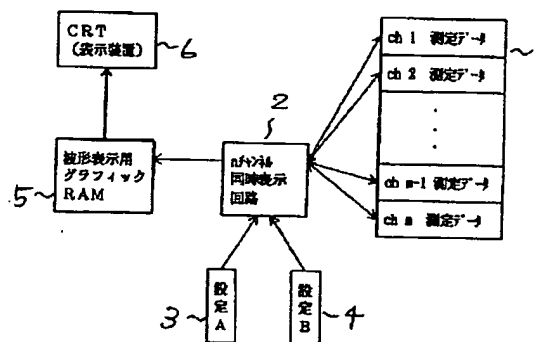 CRT
(表示装置)
6
ch 1 測定データ
ch 2 測定データ
・
・
・
ch m-1 測定データ
ch m 測定データ
2
nチャンネル
同時表示
回路
波形表示用
グラフィック
RAM
5
設定A
3
設定B
4